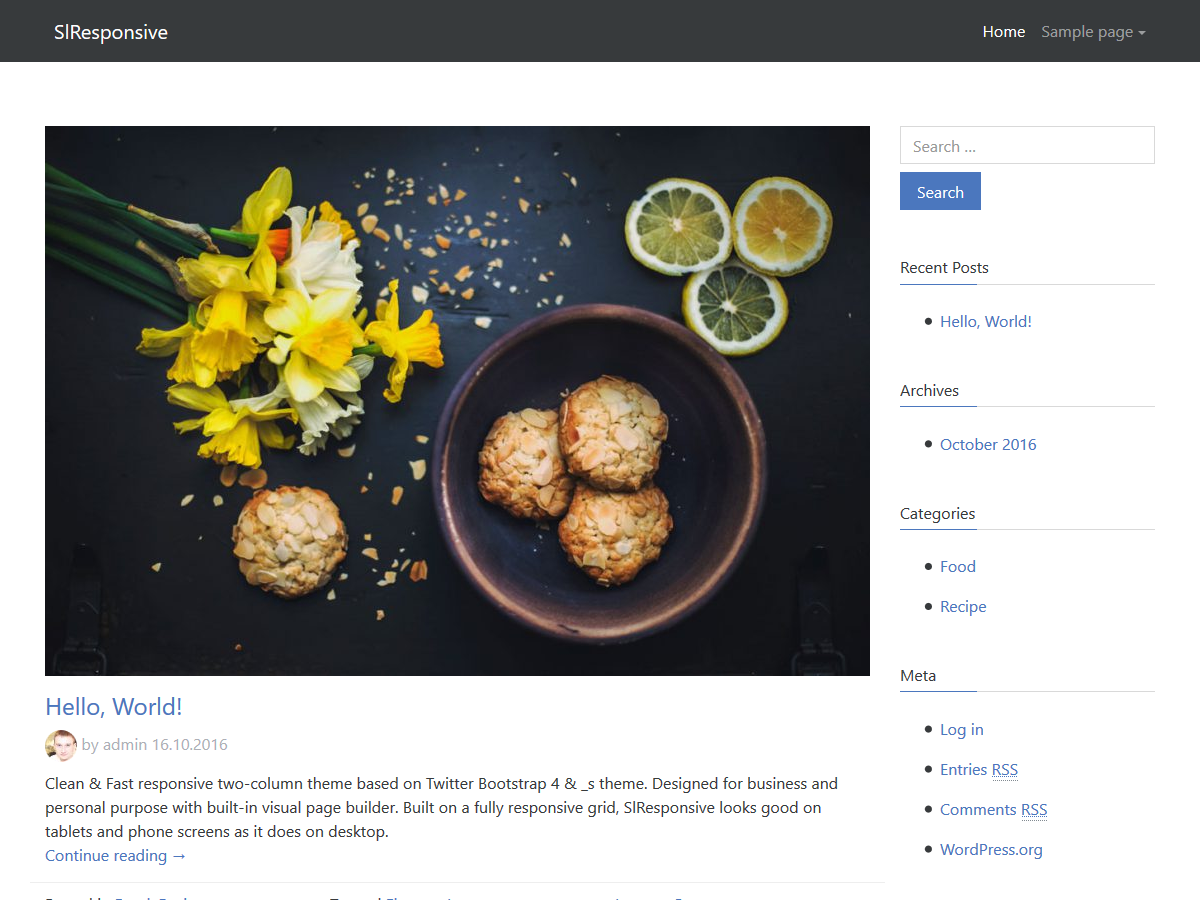 SlResponsive
Home Sample page
Search ...
Search
Recent Posts
Hello, World!
Archives
October 2016
Categories
Food
Recipe
Meta
Log in
Entries RSS
Comments RSS
WordPress.org
Hello, World!
by admin 16.10.2016
Clean & Fast responsive two-column theme based on Twitter Bootstrap 4 & _s theme. Designed for business and
personal purpose with built-in visual page builder. Built on a fully responsive grid, SlResponsive looks good on
tablets and phone screens as it does on desktop.
Continue reading →